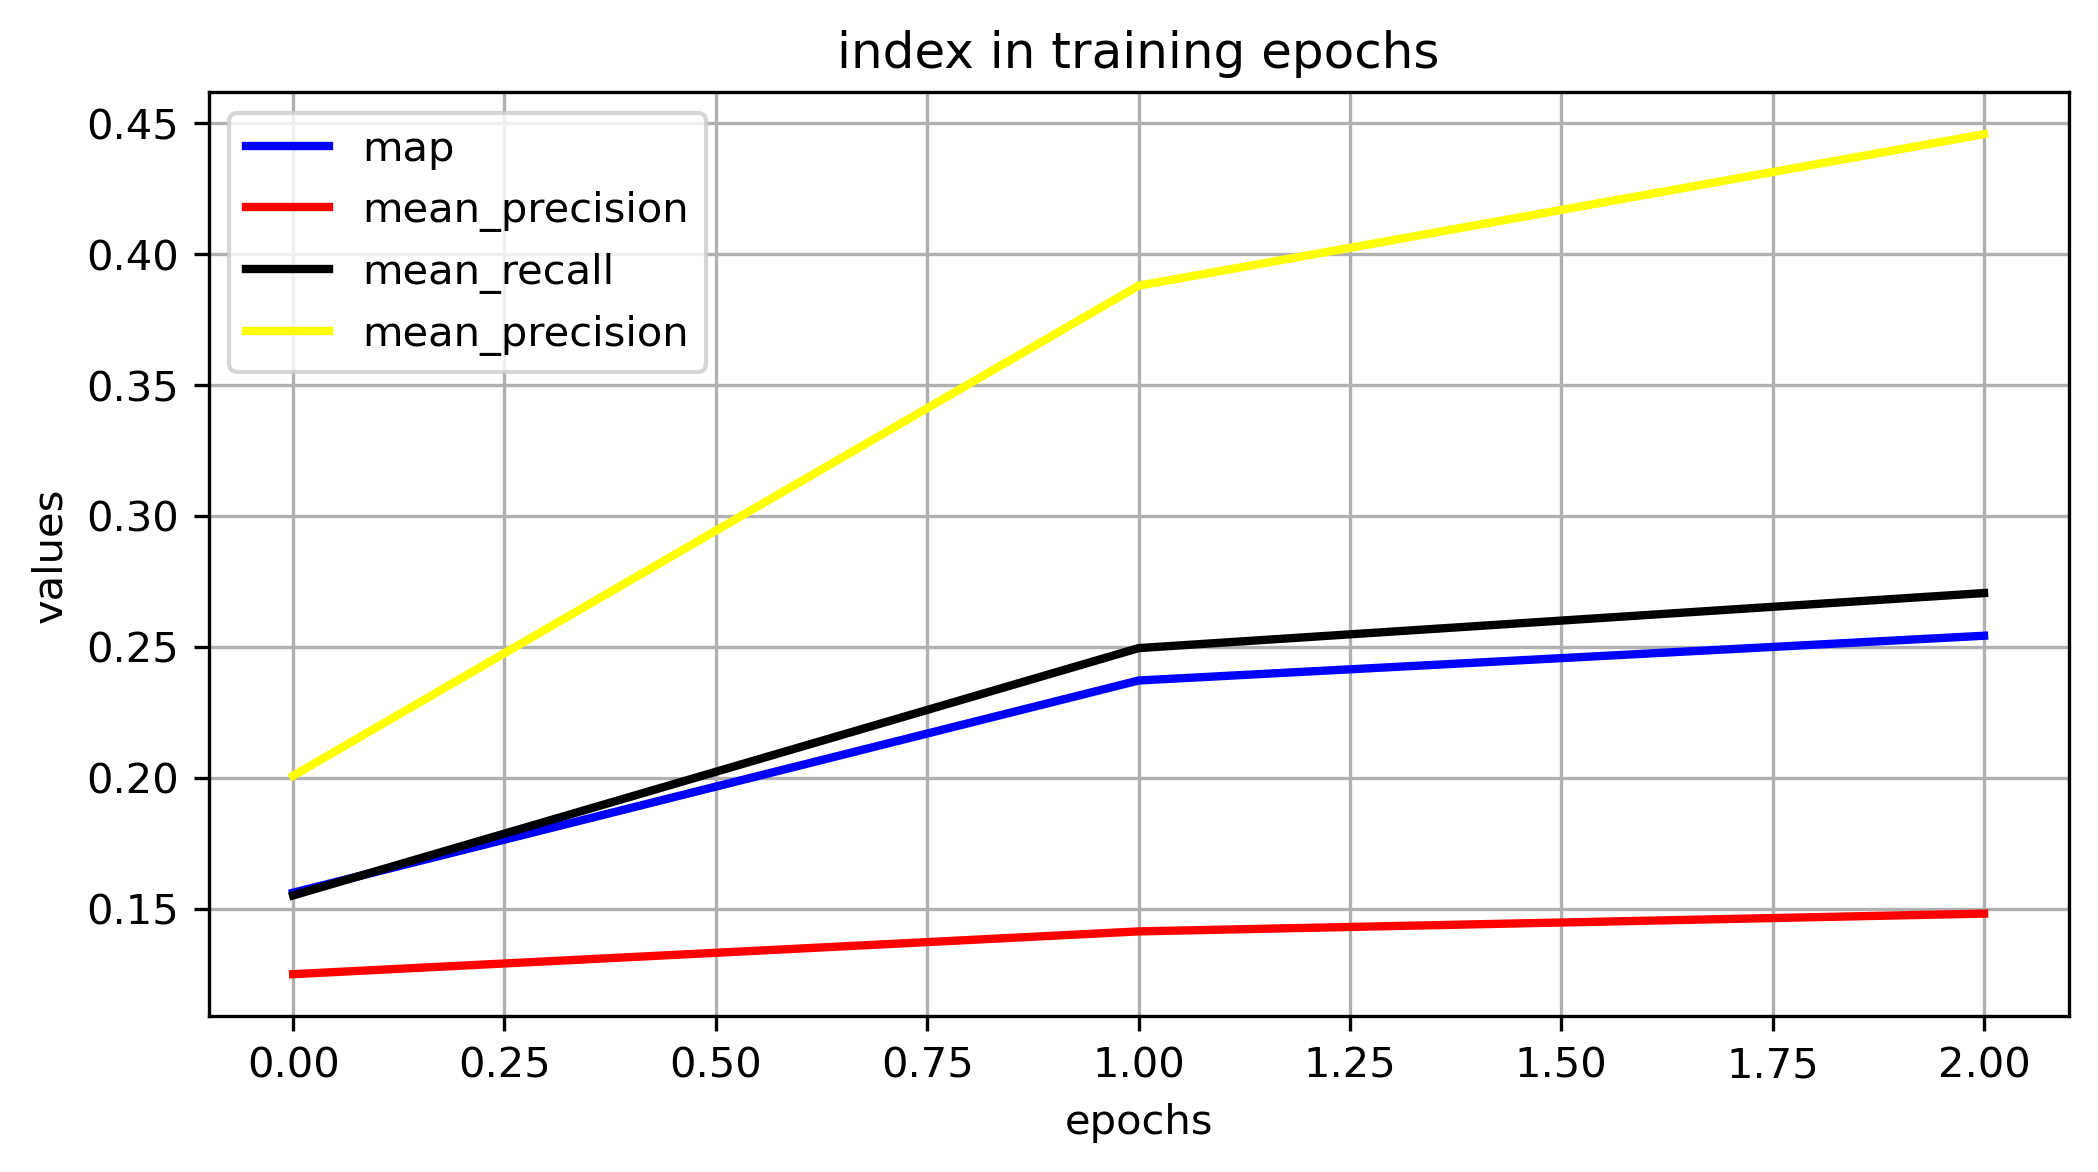 index in training epochs
map
mean_precision
mean_recall
mean_precision
values
0.45
0.40
0.35
0.30
0.25
0.20
0.15
0.00 0.25 0.50 0.75 1.00 1.25 1.50 1.75 2.00
epochs